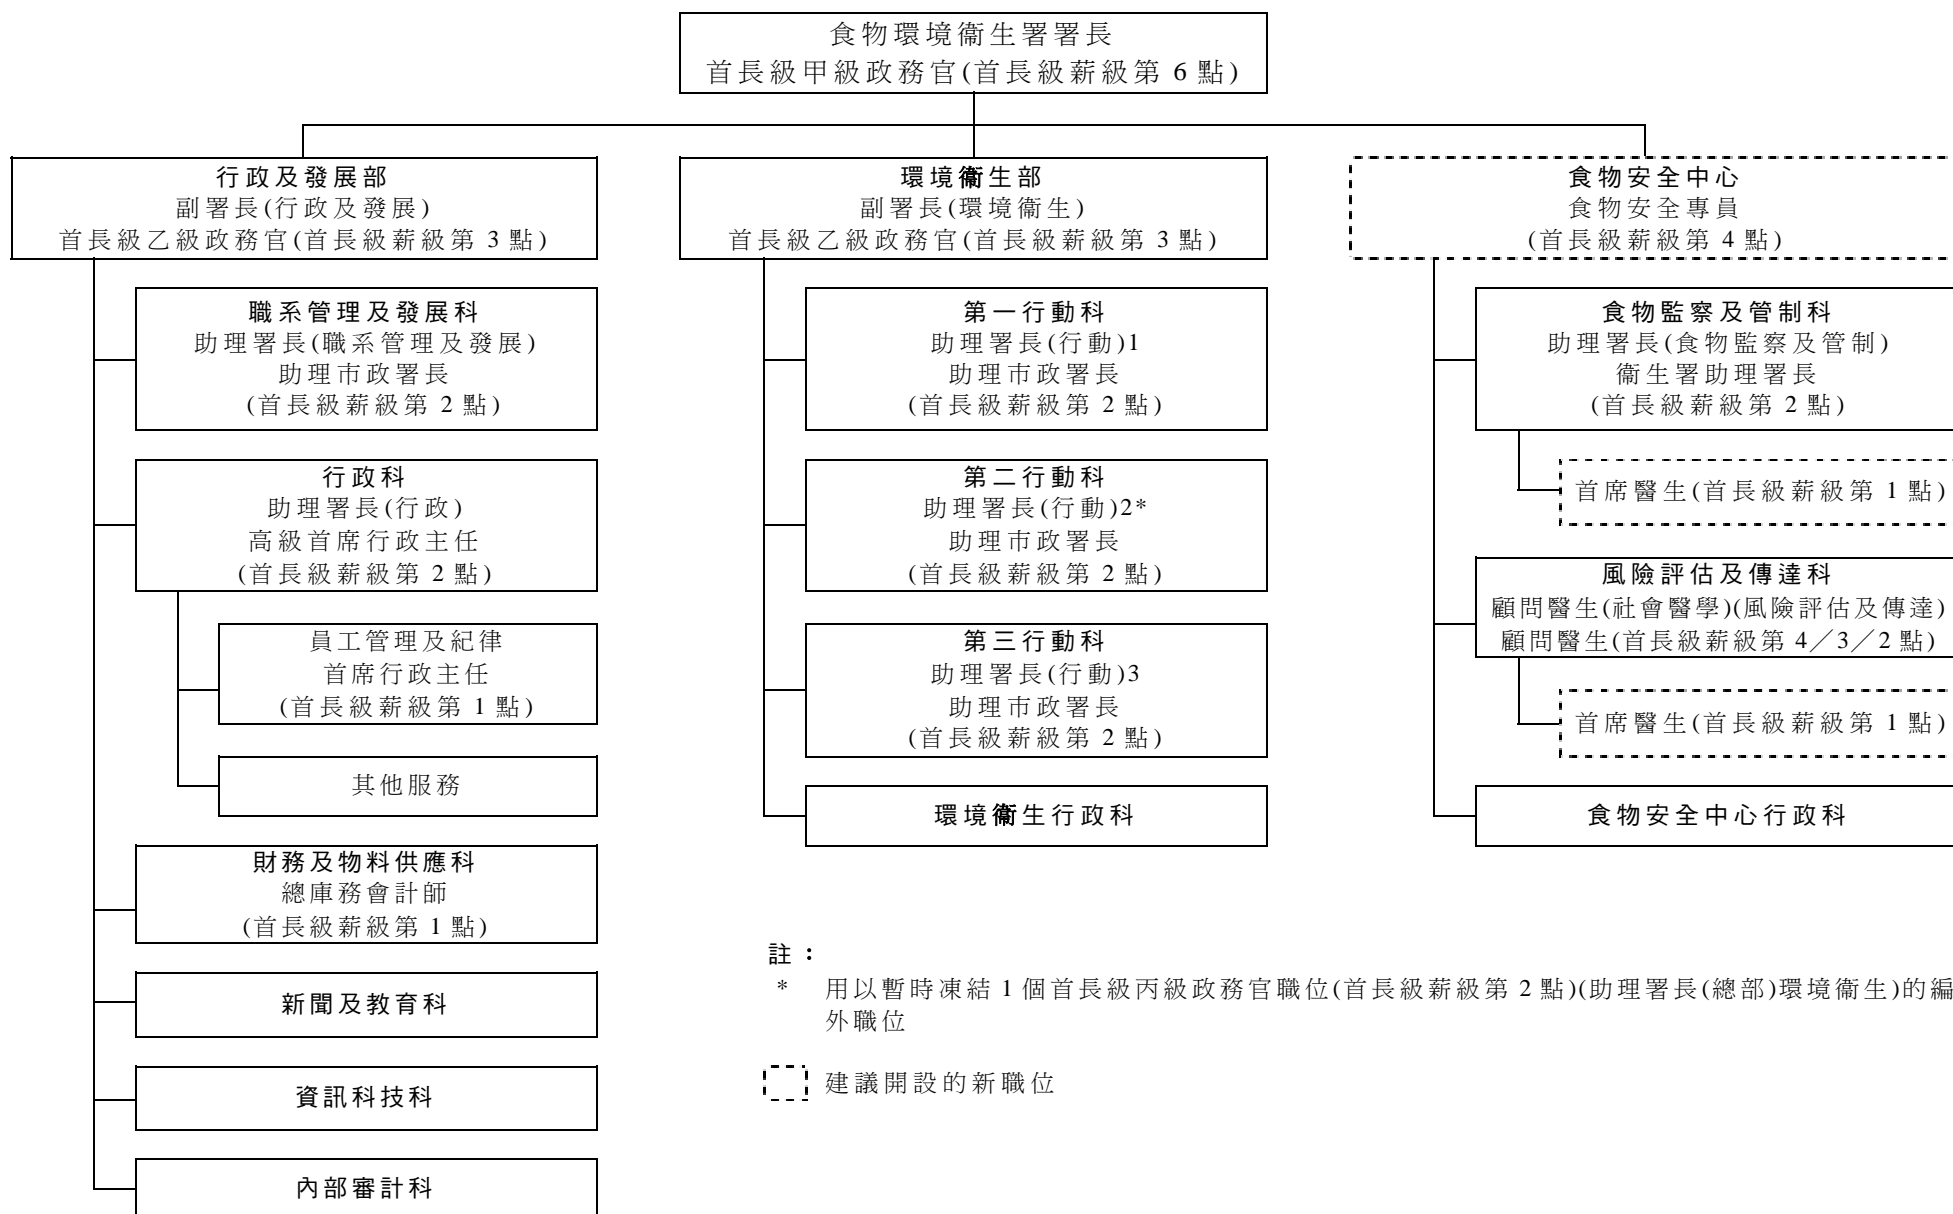 食物環境衞生署署長
首長級甲級政務官(首長級薪級第 6 點)
行政及發展部
副署長(行政及發展)
首長級乙級政務官(首長級薪級第 3 點)
職系管理及發展科
助理署長(職系管理及發展)
助理市政署長
(首長級薪級第 2 點)
行政科
助理署長(行政)
高級首席行政主任
(首長級薪級第 2 點)
員工管理及紀律
首席行政主任
(首長級薪級第 1 點)
其他服務
財務及物料供應科
總庫務會計師
(首長級薪級第 1 點)
新聞及教育科
資訊科技科
內部審計科
環境衞生部
副署長(環境衞生)
首長級乙級政務官(首長級薪級第 3 點)
第一行動科
助理署長(行動)1
助理市政署長
(首長級薪級第 2 點)
第二行動科
助理署長(行動)2*
助理市政署長
(首長級薪級第 2 點)
第三行動科
助理署長(行動)3
助理市政署長
(首長級薪級第 2 點)
環境衞生行政科
食物安全中心
食物安全專員
(首長級薪級第 4 點)
食物監察及管制科
助理署長(食物監察及管制)
衞生署助理署長
(首長級薪級第 2 點)
首席醫生(首長級薪級第 1 點)
風險評估及傳達科
顧問醫生(社會醫學)(風險評估及傳達)
顧問醫生(首長級薪級第 4／3／2 點)
首席醫生(首長級薪級第 1 點)
食物安全中心行政科
註：
* 用以暫時凍結 1 個首長級丙級政務官職位(首長級薪級第 2 點)(助理署長(總部)環境衞生)的編
外職位
建議開設的新職位